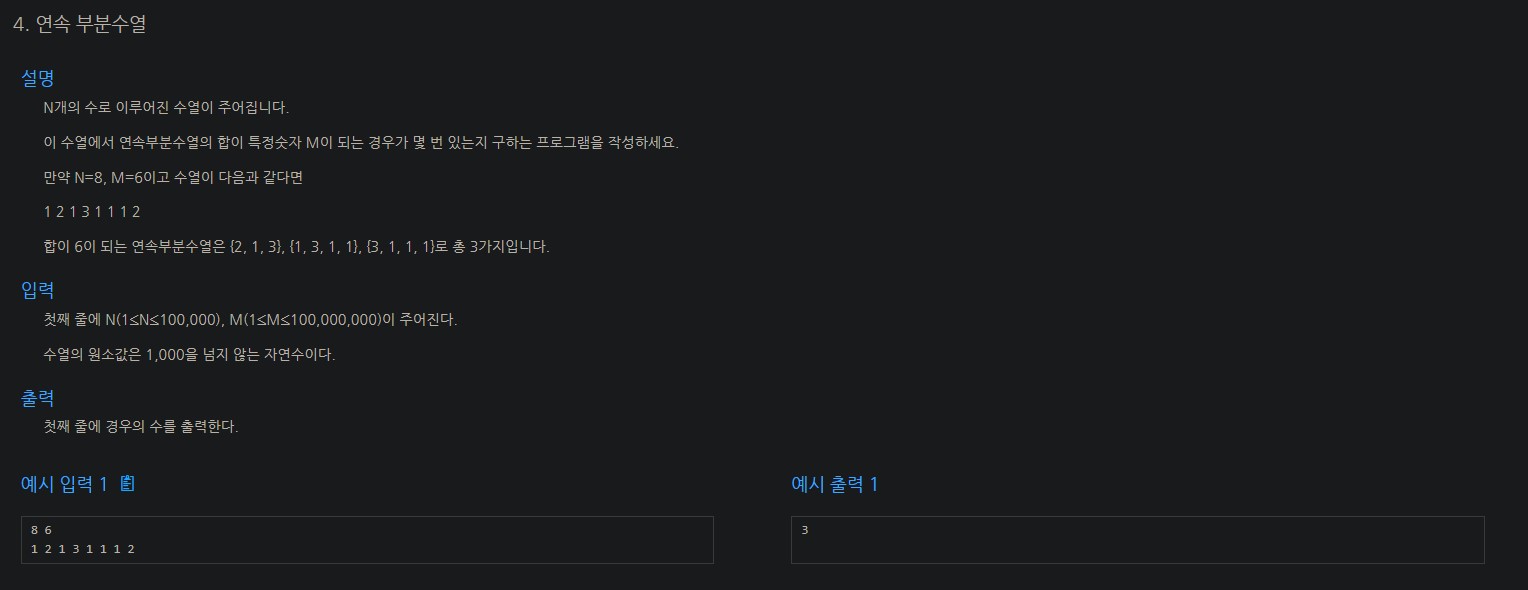 4. 연속 부분수열
설명
N개의 수로 이루어진 수열이 주어집니다.
이 수열에서 연속부분수열의 합이 특정숫자 M이 되는 경우가 몇 번 있는지 구하는 프로그램을 작성하세요.
만약 N=8, M=6이고 수열이 다음과 같다면
1 2 1 3 1 1 1 2
합이 6이 되는 연속부분수열은 {2, 1, 3}, {1, 3, 1, 1}, {3, 1, 1, 1}로 총 3가지입니다.
입력
첫째 줄에 N(1≤N≤100,000), M(1≤M≤100,000,000)이 주어진다.
수열의 원소값은 1,000을 넘지 않는 자연수이다.
출력
첫째 줄에 경우의 수를 출력한다.
예시 입력 1
8 6
1 2 1 3 1 1 1 2
예시 출력 1
3